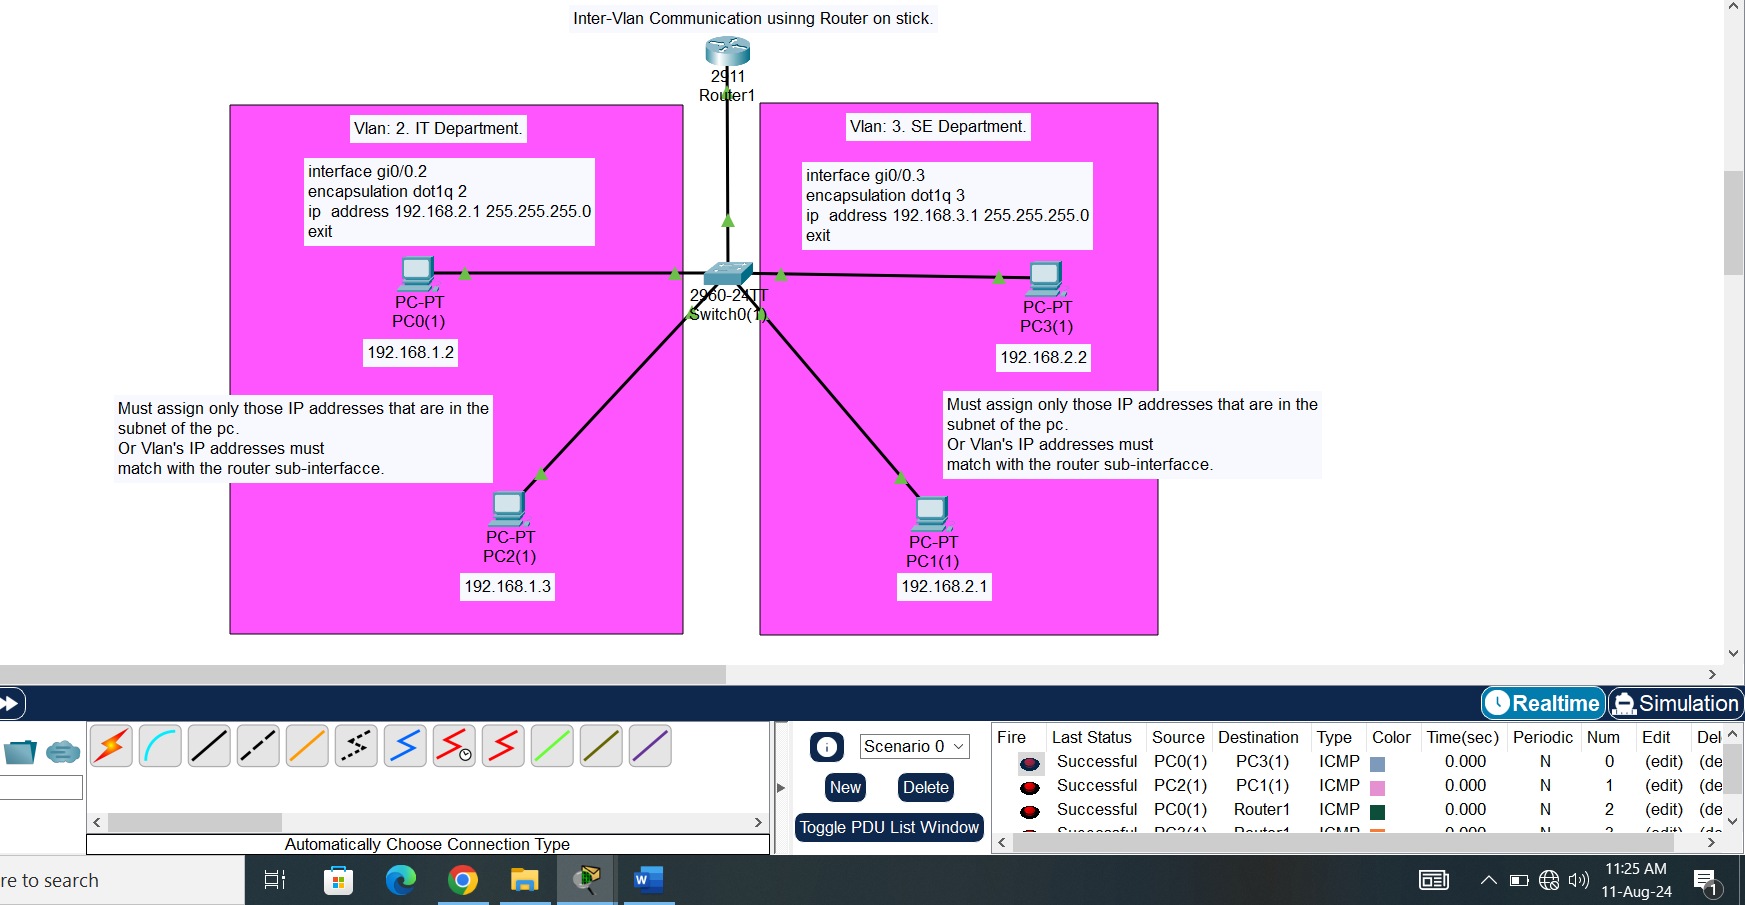 Inter-Vlan Communication usinng Router on stick.
2911
Router1
Vlan: 2. IT Department.
interface gi0/0.2
encapsulation dot1q 2
ip  address 192.168.2.1 255.255.255.0
exit
PC-PT
PC0(1)
192.168.1.2
Must assign only those IP addresses that are in the
subnet of the pc.
Or Vlan's IP addresses must
match with the router sub-interfacce.
PC-PT
PC2(1)
192.168.1.3
2960-24TT
Switch0(1)
Vlan: 3. SE Department.
interface gi0/0.3
encapsulation dot1q 3
ip  address 192.168.3.1 255.255.255.0
exit
PC-PT
PC3(1)
192.168.2.2
Must assign only those IP addresses that are in the
subnet of the pc.
Or Vlan's IP addresses must
match with the router sub-interfacce.
PC-PT
PC1(1)
192.168.2.1
Realtime Simulation
Automatically Choose Connection Type
Scenario 0
New Delete
Toggle PDU List Window
Fire Last Status Source Destination Type Color Time(sec) Periodic Num Edit Del
Successful PC0(1) PC3(1) ICMP 0.000 N 0 (edit) (de
Successful PC2(1) PC1(1) ICMP 0.000 N 1 (edit) (de
Successful PC0(1) Router1 ICMP 0.000 N 2 (edit) (de
re to search
11:25 AM
11-Aug-24
1